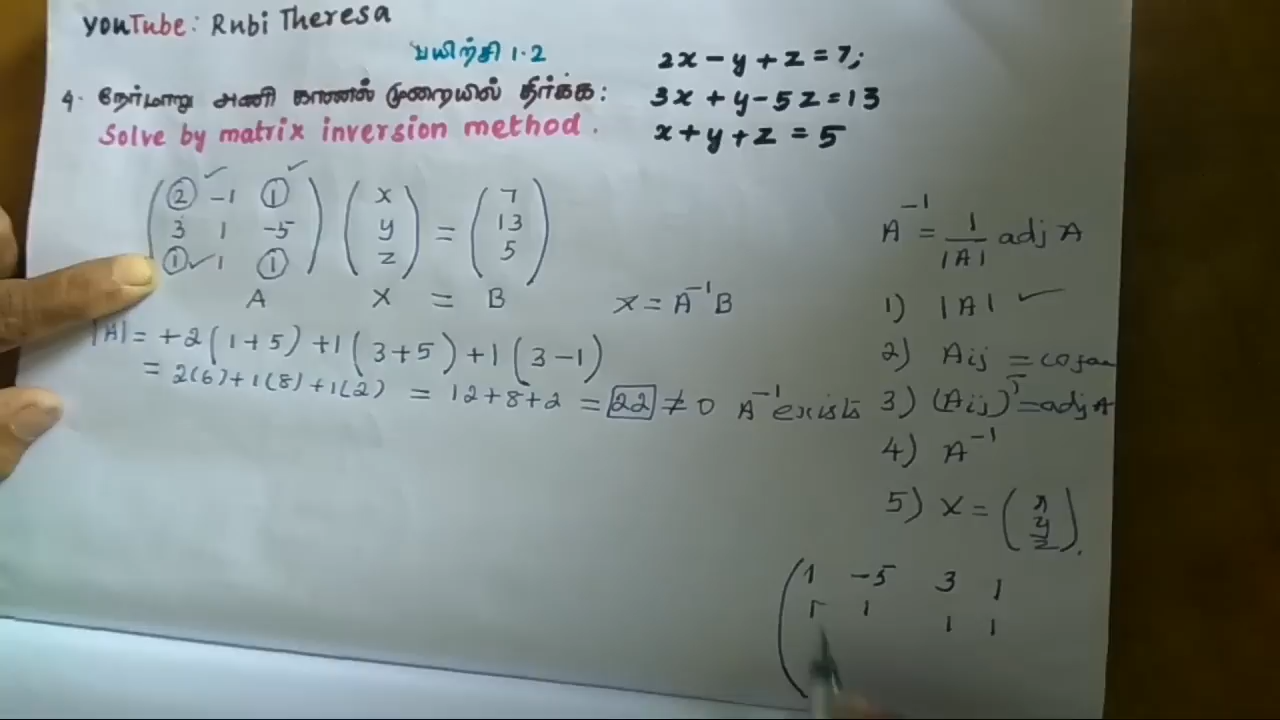 YouTube: Rubi Theresa
பயிற்சி 1.2
4. நேர்மாறு அணி காணல் முறையில் தீர்க்க:
Solve by matrix inversion method.
2x - y + z = 7;
3x + y - 5z = 13
x + y + z = 5
( 2 -1 1 ) ( x ) = ( 7 )
( 3 1 -5 ) ( y ) = ( 13 )
( 1 1 1 ) ( z ) = ( 5 )
A X = B X = A⁻¹B
|A| = +2(1+5) +1(3+5) +1(3-1)
= 2(6)+1(8)+1(2) = 12+8+2 = 22 ≠ 0 A⁻¹ exists
A⁻¹ = 1/|A| adj A
1) |A| ✓
2) Aij =
3) (Aij)ᵀ = adj A
4) A⁻¹
5) X = ( x y z ).
( 1 -5 3 1
1 1 1 1